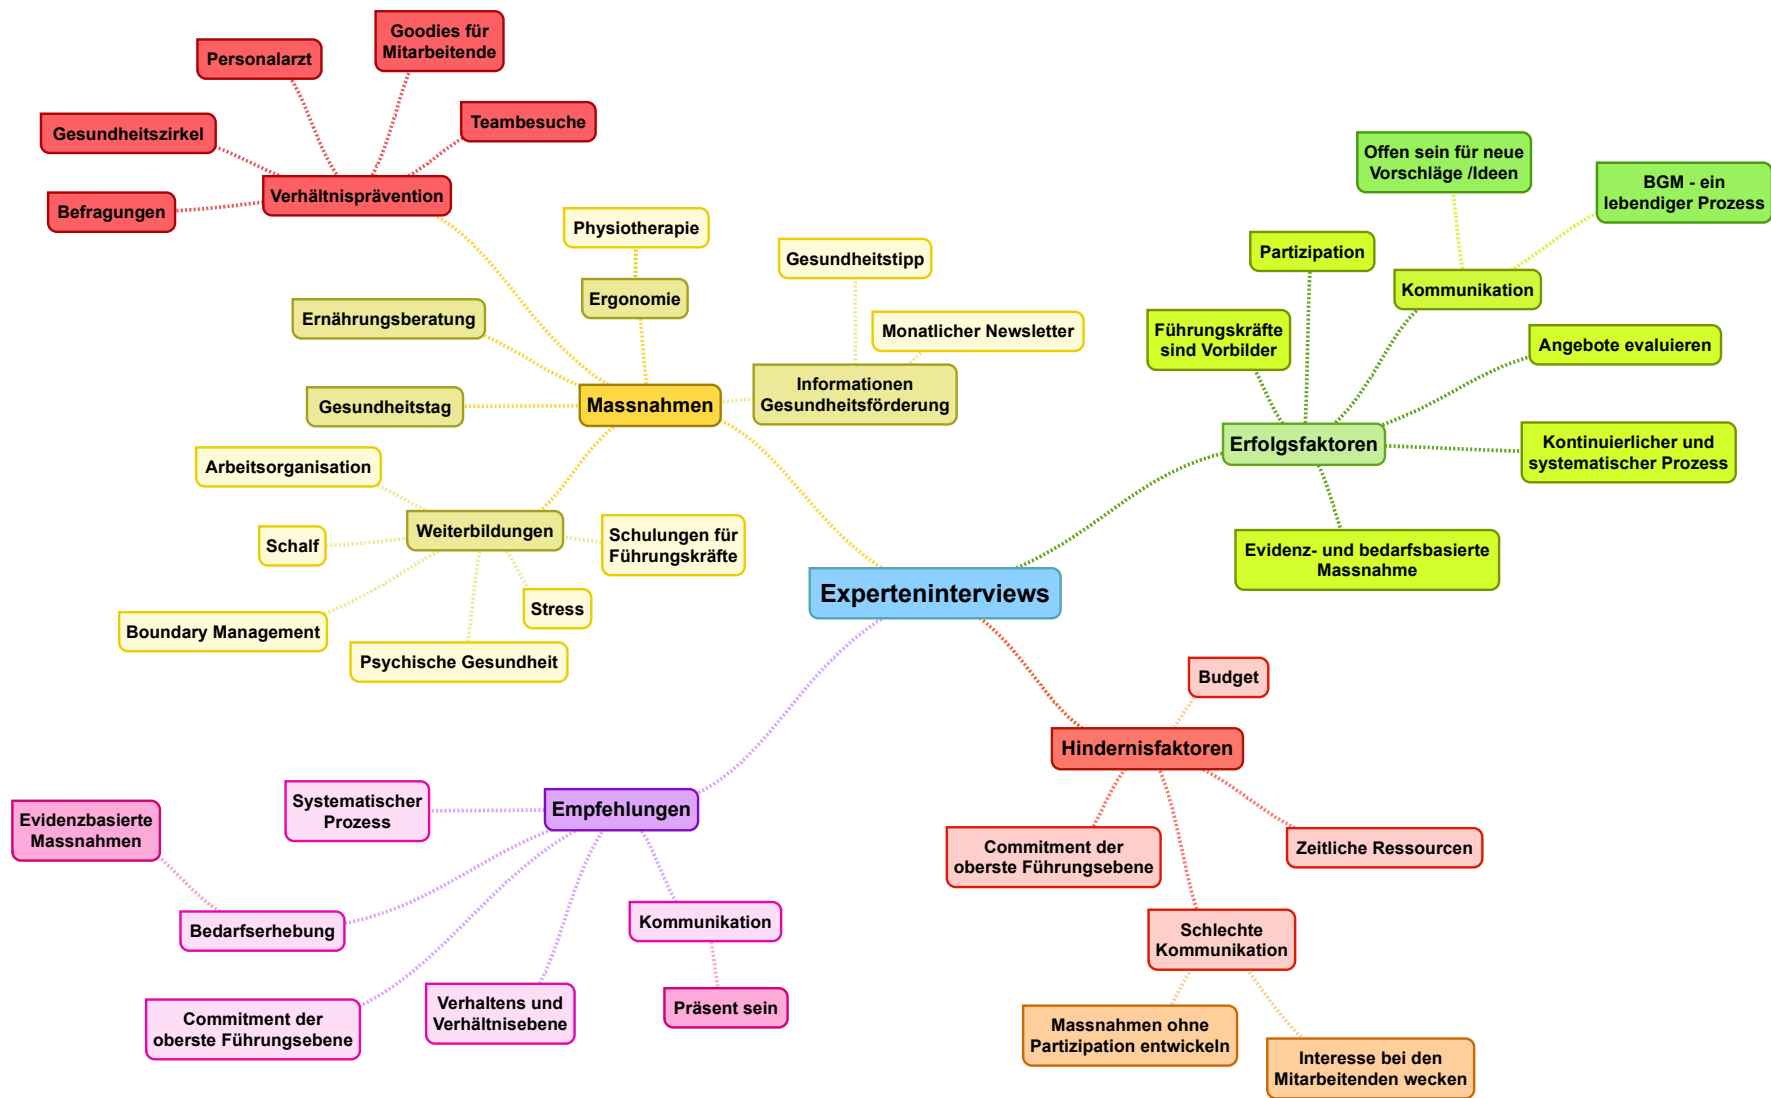 Goodies für
Mitarbeitende
Personalarzt
Teambesuche
Gesundheitszirkel
Verhältnisprävention
Befragungen
Physiotherapie
Ergonomie
Gesundheitstipp
Monatlicher Newsletter
Informationen
Gesundheitsförderung
Ernährungsberatung
Massnahmen
Gesundheitstag
Arbeitsorganisation
Weiterbildungen
Schalf
Schulungen für
Führungskräfte
Stress
Boundary Management
Psychische Gesundheit
Offen sein für neue
Vorschläge /Ideen
BGM - ein
lebendiger Prozess
Partizipation
Kommunikation
Führungskräfte
sind Vorbilder
Angebote evaluieren
Erfolgsfaktoren
Kontinuierlicher und
systematischer Prozess
Evidenz- und bedarfsbasierte
Massnahme
Experteninterviews
Budget
Hindernisfaktoren
Commitment der
oberste Führungsebene
Zeitliche Ressourcen
Schlechte
Kommunikation
Massnahmen ohne
Partizipation entwickeln
Interesse bei den
Mitarbeitenden wecken
Empfehlungen
Systematischer
Prozess
Evidenzbasierte
Massnahmen
Bedarfserhebung
Kommunikation
Präsent sein
Verhaltens und
Verhältnisebene
Commitment der
oberste Führungsebene